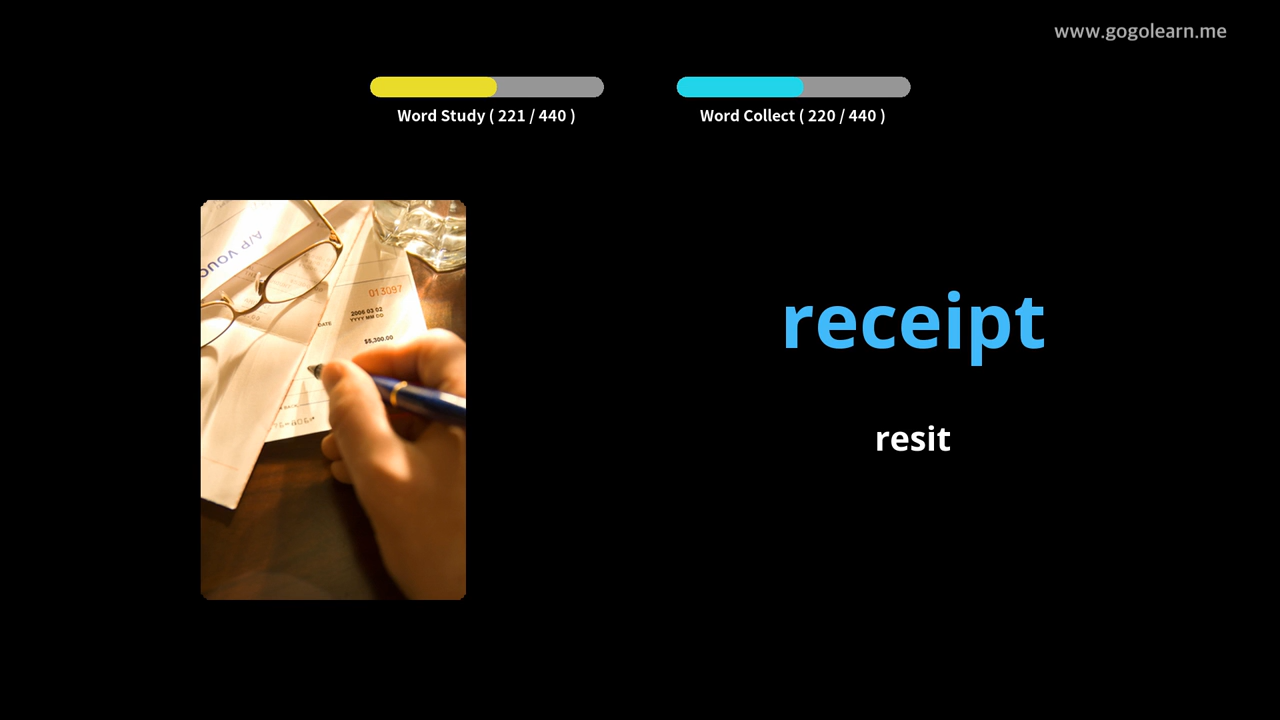 www.gogolearn.me
Word Study ( 221 / 440 )
Word Collect ( 220 / 440 )
A/P VOUC
013097
2006 03 02
YYYY MM DD
DATE
$5,300.00
receipt
resit